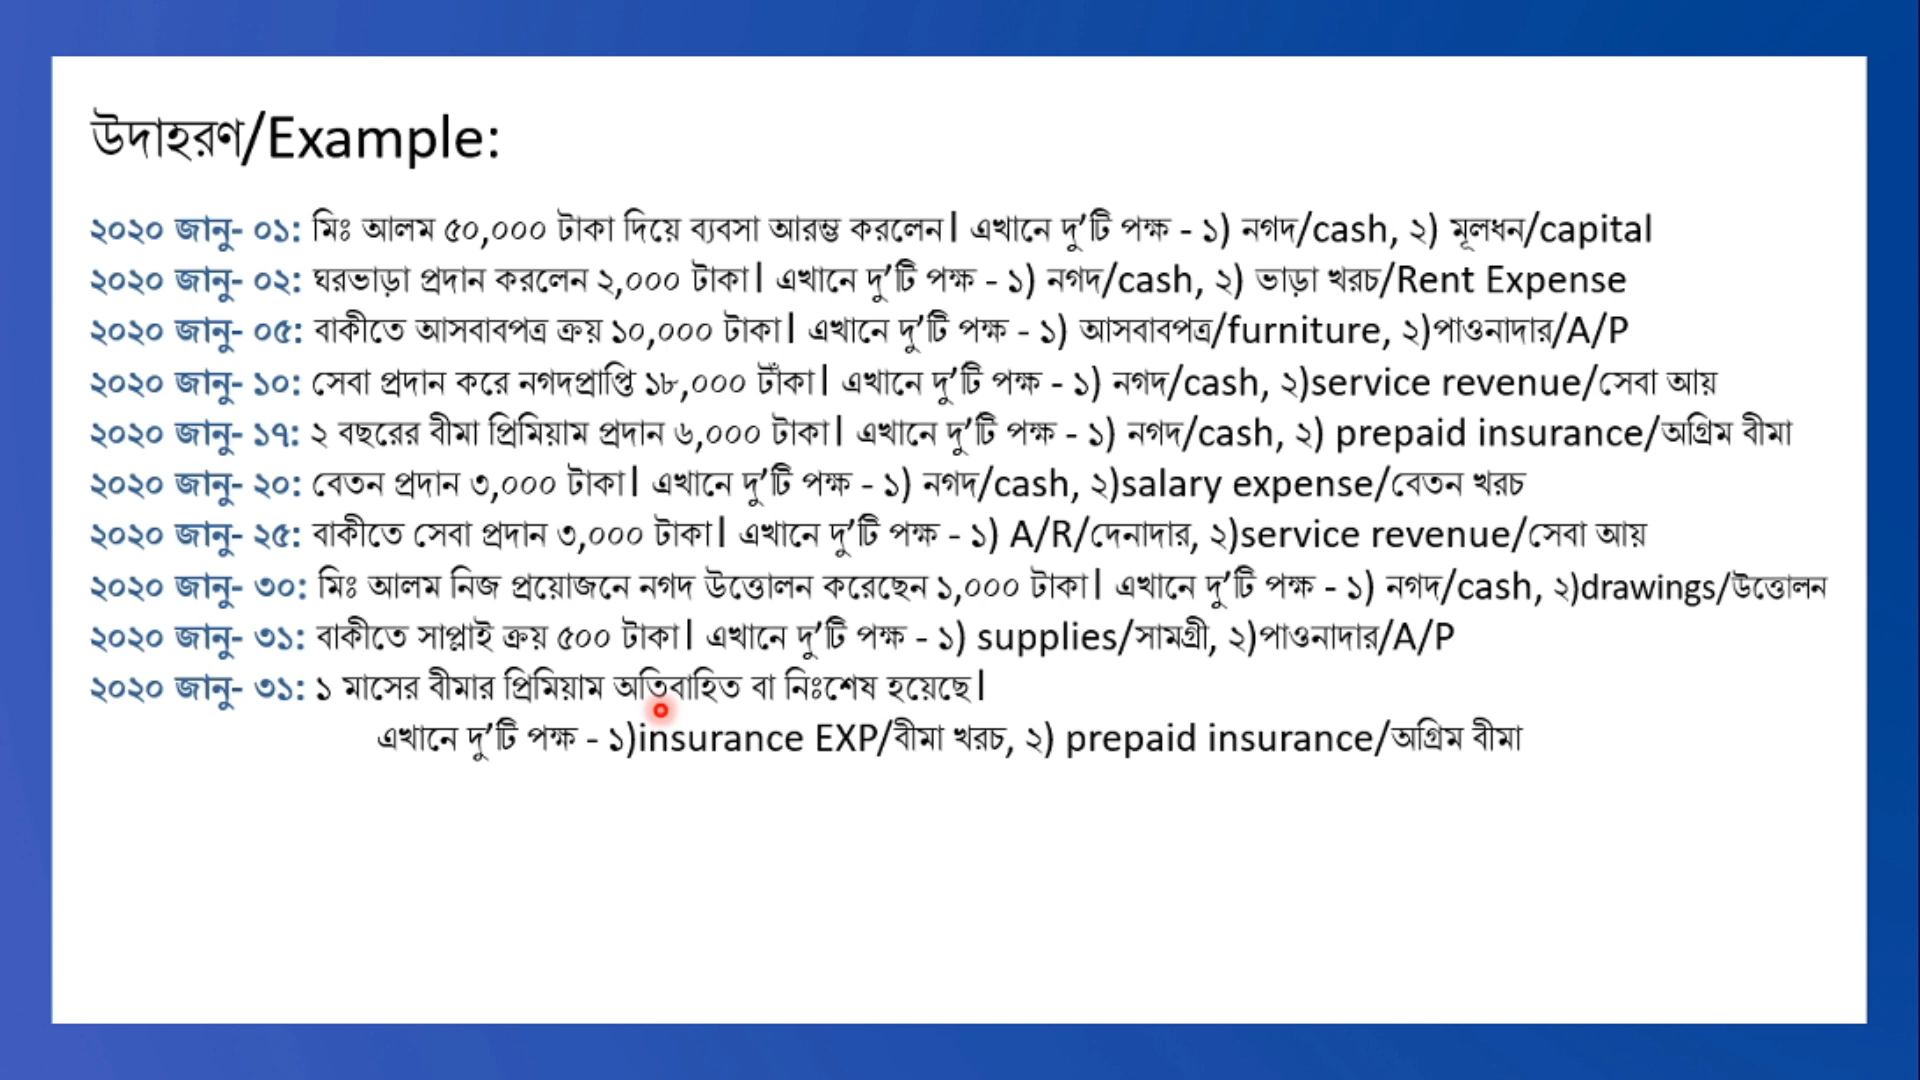 উদাহরণ/Example:
২০২০ জানু- ০১: মিঃ আলম ৫০,০০০ টাকা দিয়ে ব্যবসা আরম্ভ করলেন। এখানে দু'টি পক্ষ - ১) নগদ/cash, ২) মূলধন/capital
২০২০ জানু- ০২: ঘরভাড়া প্রদান করলেন ২,০০০ টাকা। এখানে দু'টি পক্ষ - ১) নগদ/cash, ২) ভাড়া খরচ/Rent Expense
২০২০ জানু- ০৫: বাকীতে আসবাবপত্র ক্রয় ১০,০০০ টাকা। এখানে দু'টি পক্ষ - ১) আসবাবপত্র/furniture, ২)পাওনাদার/A/P
২০২০ জানু- ১০: সেবা প্রদান করে নগদপ্রাপ্তি ১৮,০০০ টাঁকা। এখানে দু'টি পক্ষ - ১) নগদ/cash, ২)service revenue/সেবা আয়
২০২০ জানু- ১৭: ২ বছরের বীমা প্রিমিয়াম প্রদান ৬,০০০ টাকা। এখানে দু'টি পক্ষ - ১) নগদ/cash, ২) prepaid insurance/অগ্রিম বীমা
২০২০ জানু- ২০: বেতন প্রদান ৩,০০০ টাকা। এখানে দু'টি পক্ষ - ১) নগদ/cash, ২)salary expense/বেতন খরচ
২০২০ জানু- ২৫: বাকীতে সেবা প্রদান ৩,০০০ টাকা। এখানে দু'টি পক্ষ - ১) A/R/দেনাদার, ২)service revenue/সেবা আয়
২০২০ জানু- ৩০: মিঃ আলম নিজ প্রয়োজনে নগদ উত্তোলন করেছেন ১,০০০ টাকা। এখানে দু'টি পক্ষ - ১) নগদ/cash, ২)drawings/উত্তোলন
২০২০ জানু- ৩১: বাকীতে সাপ্লাই ক্রয় ৫০০ টাকা। এখানে দু'টি পক্ষ - ১) supplies/সামগ্রী, ২)পাওনাদার/A/P
২০২০ জানু- ৩১: ১ মাসের বীমার প্রিমিয়াম অতিবাহিত বা নিঃশেষ হয়েছে।
এখানে দু'টি পক্ষ - ১)insurance EXP/বীমা খরচ, ২) prepaid insurance/অগ্রিম বীমা